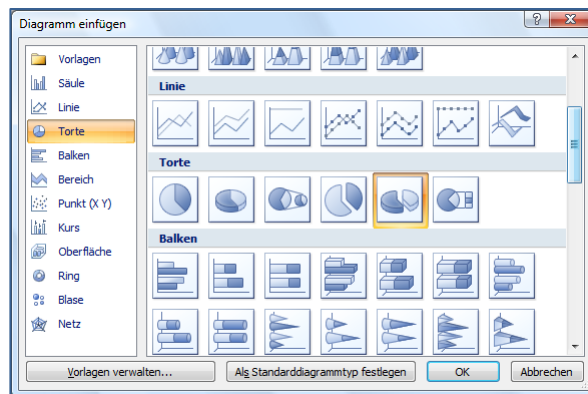 Diagramm einfügen
Vorlagen
Säule
Linie
Torte
Balken
Bereich
Punkt (X Y)
Kurs
Oberfläche
Ring
Blase
Netz
Linie
Torte
Balken
Vorlagen verwalten...
Als Standarddiagrammtyp festlegen
OK
Abbrechen